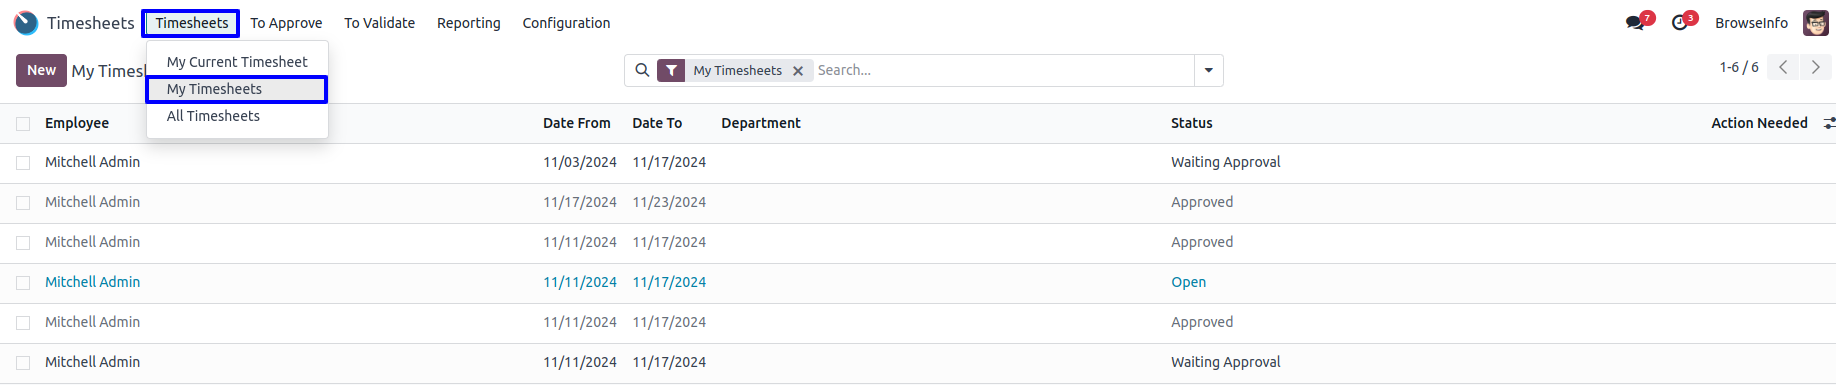 Timesheets Timesheets To Approve To Validate Reporting Configuration 7 3 BrowseInfo
My Current Timesheet
New My Times My Timesheets Search... 1-6 / 6
My Timesheets
All Timesheets
Employee Date From Date To Department Status Action Needed
Mitchell Admin 11/03/2024 11/17/2024 Waiting Approval
Mitchell Admin 11/17/2024 11/23/2024 Approved
Mitchell Admin 11/11/2024 11/17/2024 Approved
Mitchell Admin 11/11/2024 11/17/2024 Open
Mitchell Admin 11/11/2024 11/17/2024 Approved
Mitchell Admin 11/11/2024 11/17/2024 Waiting Approval